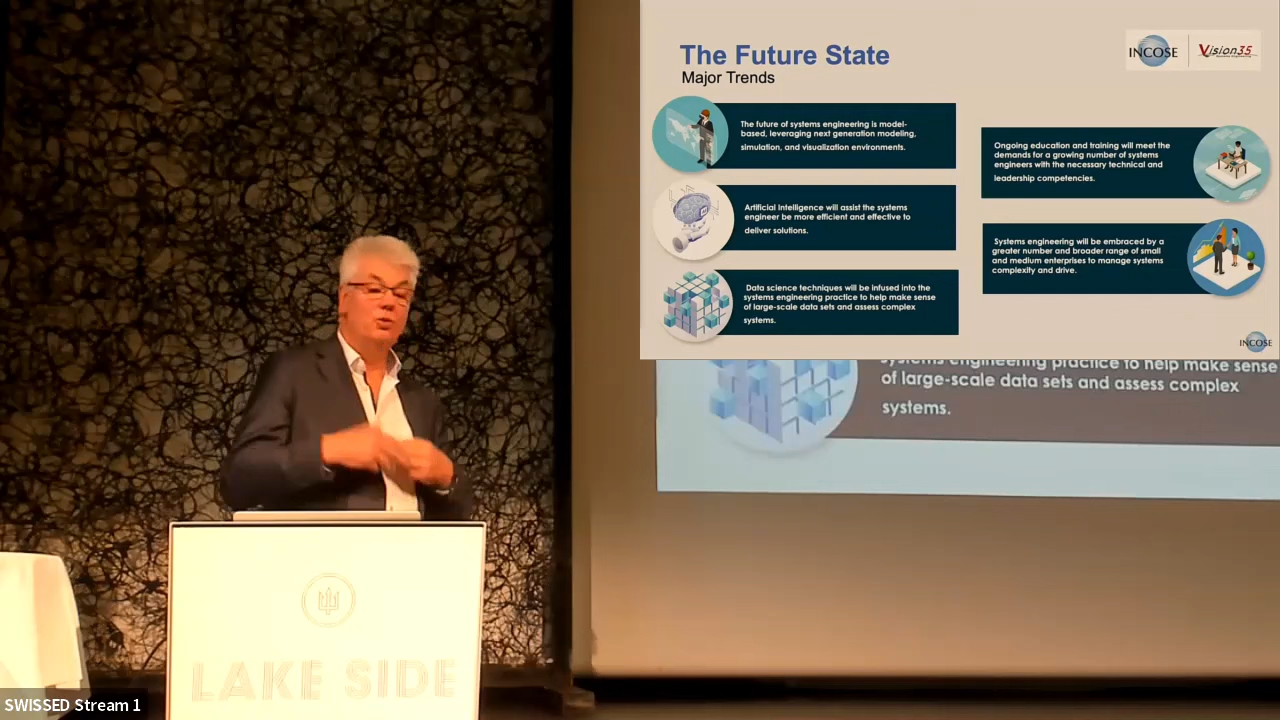 The Future State
Major Trends
INCOSE
Vision35
The future of systems engineering is model-
based, leveraging next generation modeling,
simulation, and visualization environments.
Artificial Intelligence will assist the systems
engineer be more efficient and effective to
deliver solutions.
Data science techniques will be infused into the
systems engineering practice to help make sense
of large-scale data sets and assess complex
systems.
Ongoing education and training will meet the
demands for a growing number of systems
engineers with the necessary technical and
leadership competencies.
Systems engineering will be embraced by a
greater number and broader range of small
and medium enterprises to manage systems
complexity and drive.
INCOSE
systems engineering practice to help make sense
of large-scale data sets and assess complex
systems.
LAKE SIDE
SWISSED Stream 1